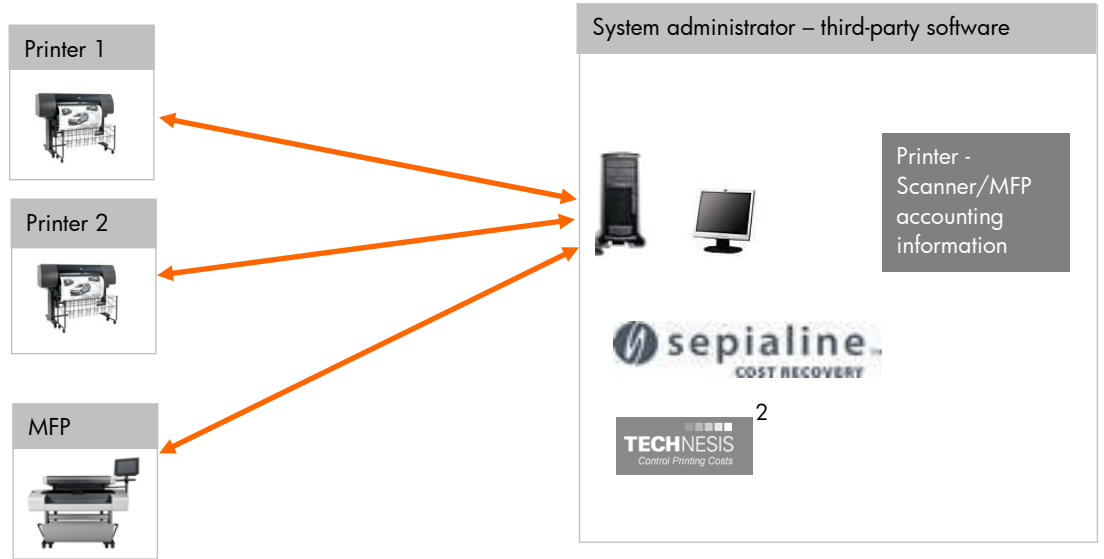 Printer 1
Printer 2
MFP
System administrator – third-party software
Printer -
Scanner/MFP
accounting
information
sepialine™
COST RECOVERY
2
TECHNESIS
Control Printing Costs